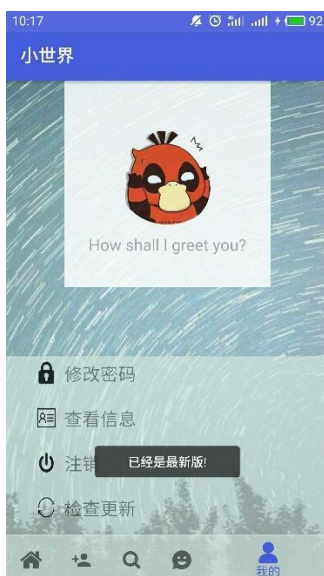 10:17
92
小世界
How shall I greet you?
修改密码
查看信息
注销
已经是最新版!
检查更新
我的